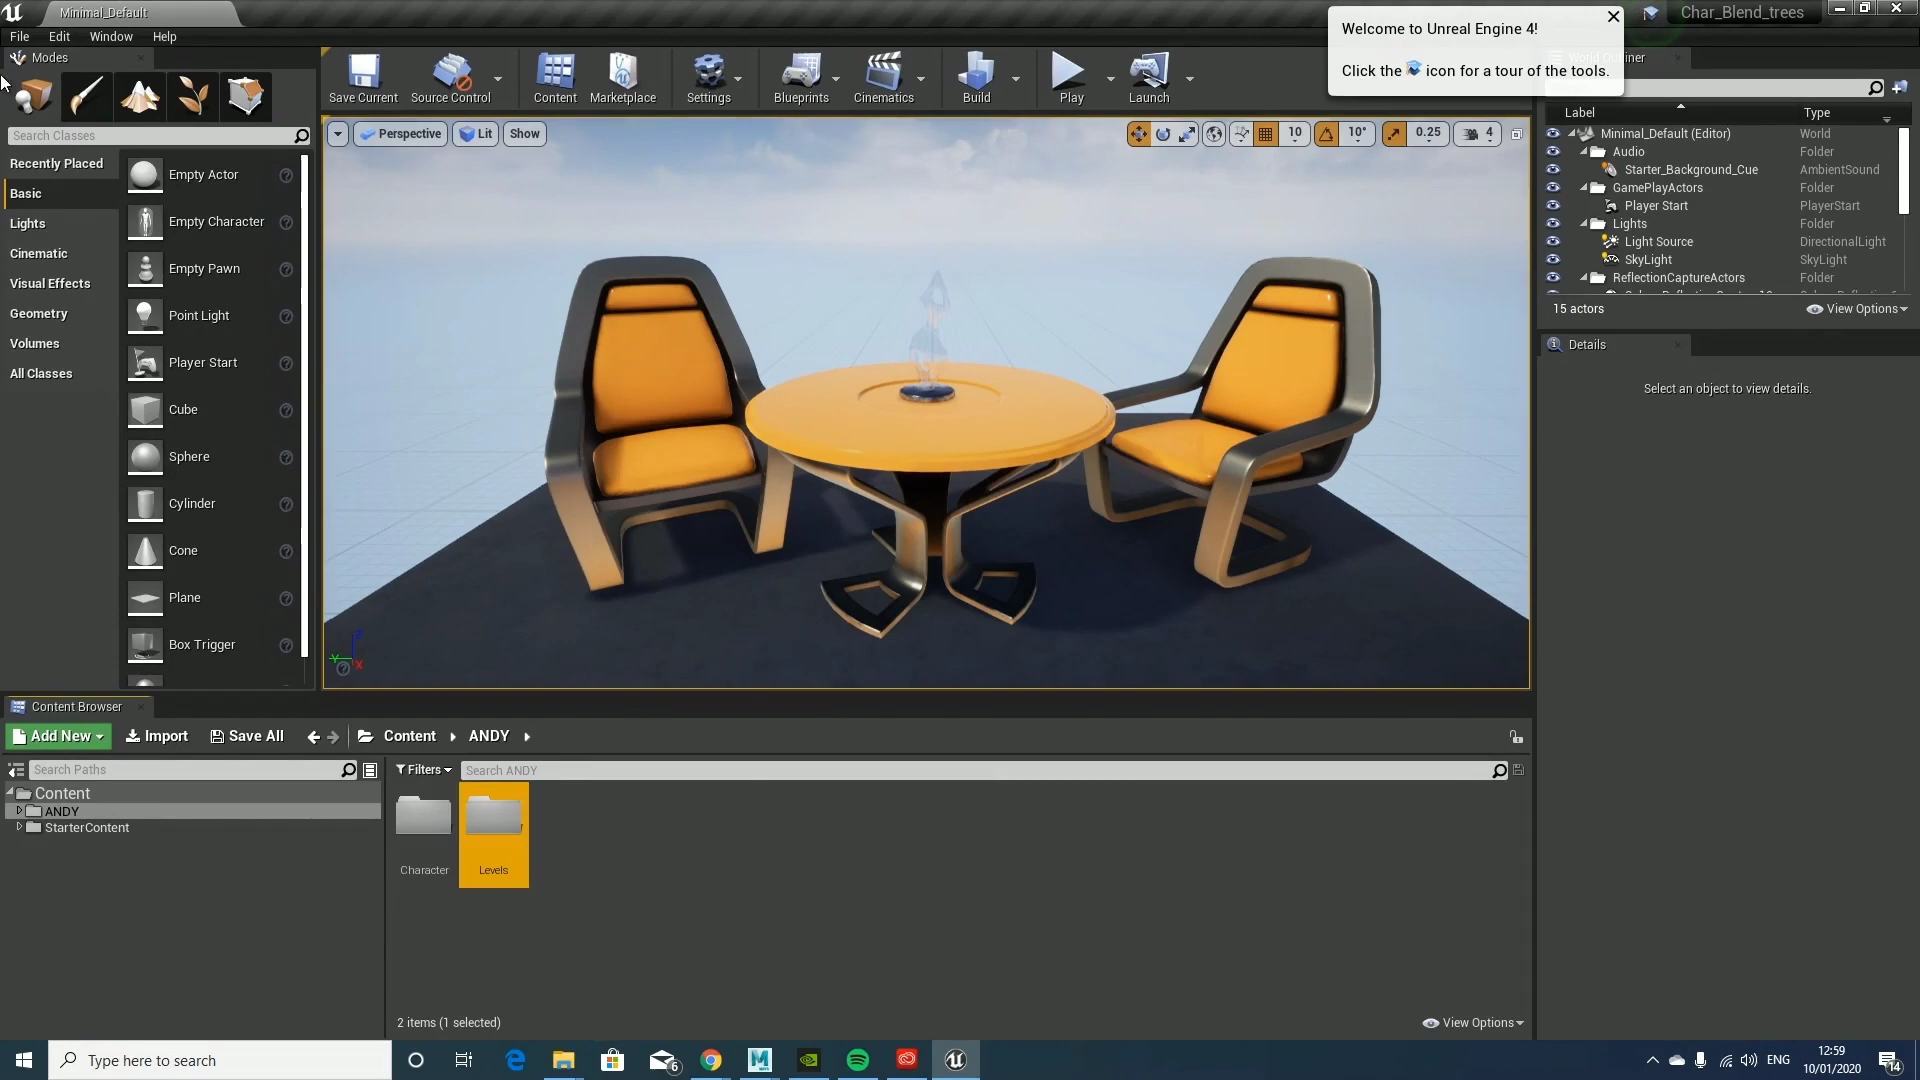 Minimal_Default
Char_Blend_trees
File Edit Window Help
Welcome to Unreal Engine 4!
Click the icon for a tour of the tools.
Modes
Search Classes
Recently Placed
Basic
Lights
Cinematic
Visual Effects
Geometry
Volumes
All Classes
Empty Actor
Empty Character
Empty Pawn
Point Light
Player Start
Cube
Sphere
Cylinder
Cone
Plane
Box Trigger
Save Current
Source Control
Content
Marketplace
Settings
Blueprints
Cinematics
Build
Play
Launch
Perspective
Lit
Show
10
10°
0.25
4
Z
Y
X
World Outliner
Label Type
Minimal_Default (Editor) World
Audio Folder
Starter_Background_Cue AmbientSound
GamePlayActors Folder
Player Start PlayerStart
Lights Folder
Light Source DirectionalLight
SkyLight SkyLight
ReflectionCaptureActors Folder
15 actors
View Options
Details
Select an object to view details.
Content Browser
Add New
Import
Save All
Content
ANDY
Search Paths
Content
ANDY
StarterContent
Filters
Search ANDY
Character
Levels
2 items (1 selected)
View Options
Type here to search
6
ENG
12:59
10/01/2020
14